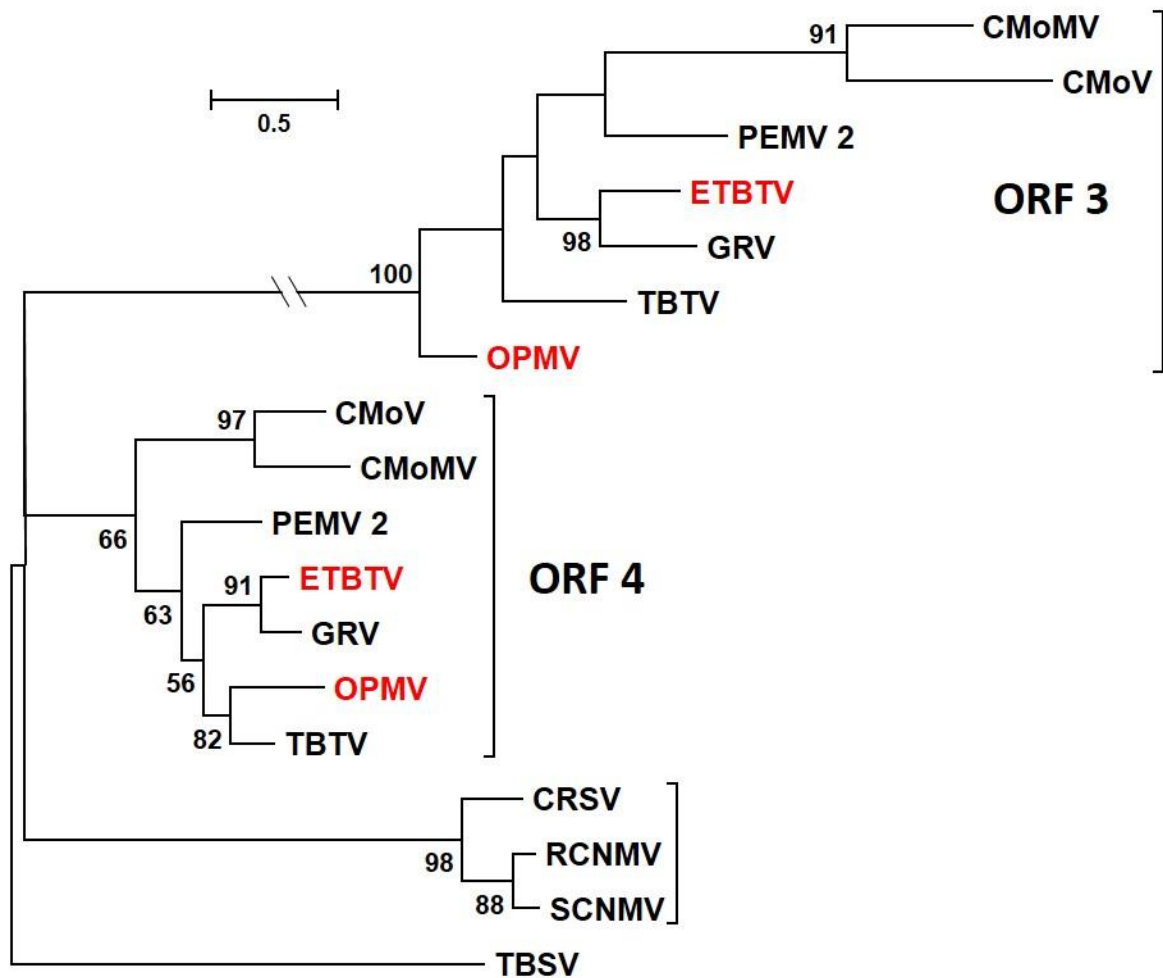 CMoMV
91
CMoV
0.5
PEMV 2
ETBTV
ORF 3
98
GRV
100
TBTV
OPMV
CMoV
97
CMoMV
PEMV 2
66
ETBTV
ORF 4
91
63
GRV
56
OPMV
82
TBTV
CRSV
98
RCNMV
88
SCNMV
TBSV